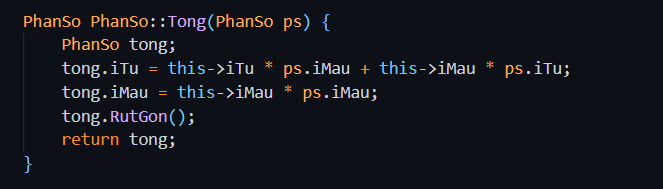 PhanSo PhanSo::Tong(PhanSo ps) {
    PhanSo tong;
    tong.iTu = this->iTu * ps.iMau + this->iMau * ps.iTu;
    tong.iMau = this->iMau * ps.iMau;
    tong.RutGon();
    return tong;
}